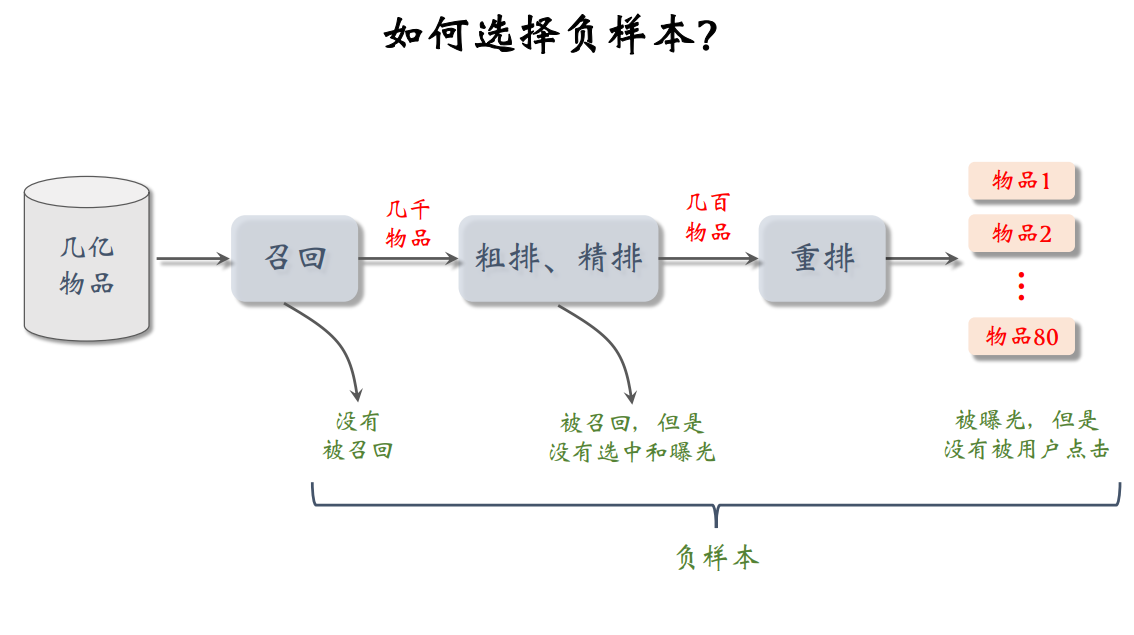 如何选择负样本?
几亿
物品
召回
几千
物品
粗排、精排
几百
物品
重排
物品1
物品2
物品80
没有
被召回
被召回，但是
没有选中和曝光
被曝光，但是
没有被用户点击
负样本